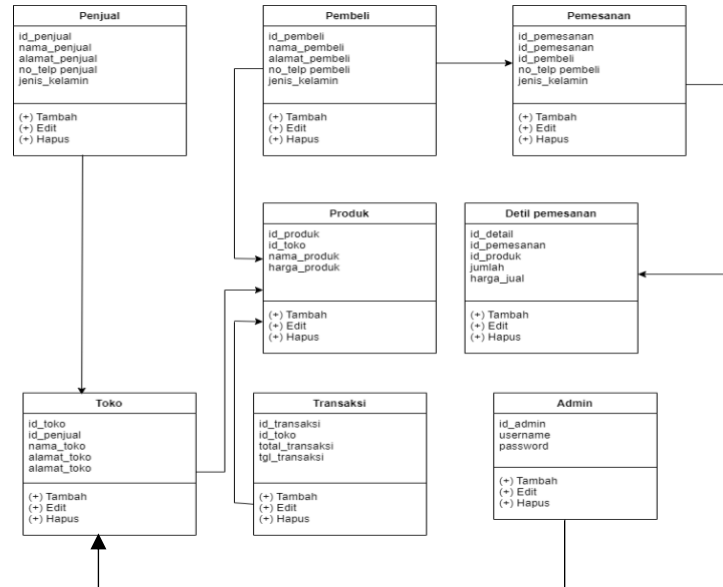 Penjual
id_penjual
nama_penjual
alamat_penjual
no_telp penjual
jenis_kelamin
(+) Tambah
(+) Edit
(+) Hapus
Pembeli
id_pembeli
nama_pembeli
alamat_pembeli
no_telp pembeli
jenis_kelamin
(+) Tambah
(+) Edit
(+) Hapus
Pemesanan
id_pemesanan
id_pemesanan
id_pembeli
no_telp pembeli
jenis_kelamin
(+) Tambah
(+) Edit
(+) Hapus
Produk
id_produk
id_toko
nama_produk
harga_produk
(+) Tambah
(+) Edit
(+) Hapus
Detil pemesanan
id_detail
id_pemesanan
id_produk
jumlah
harga_jual
(+) Tambah
(+) Edit
(+) Hapus
Toko
id_toko
id_penjual
nama_toko
alamat_toko
alamat_toko
(+) Tambah
(+) Edit
(+) Hapus
Transaksi
id_transaksi
id_toko
total_transaksi
tgl_transaksi
(+) Tambah
(+) Edit
(+) Hapus
Admin
id_admin
username
password
(+) Tambah
(+) Edit
(+) Hapus